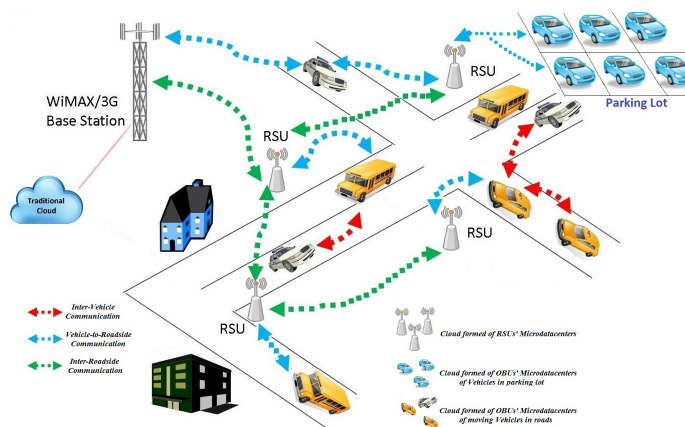 RSU
Parking Lot
WiMAX/3G
Base Station
RSU
Traditional
Cloud
RSU
RSU
Inter-Vehicle
Communication
Vehicle-to-Roadside
Communication
Inter-Roadside
Communication
Cloud formed of RSUs' Microdatacenters
Cloud formed of OBUs' Microdatacenters
of Vehicles in parking lot
Cloud formed of OBUs' Microdatacenters
of moving Vehicles in roads